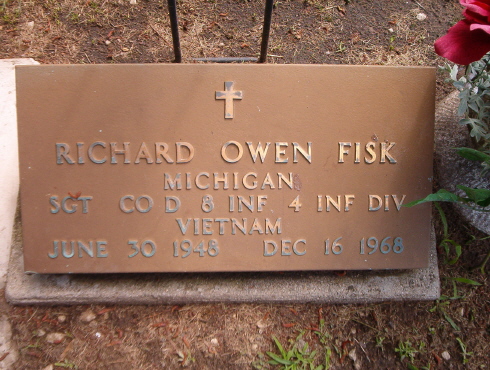 RICHARD OWEN FISK
MICHIGAN
SGT CO D 8 INF 4 INF DIV
VIETNAM
JUNE 30 1948 DEC 16 1968